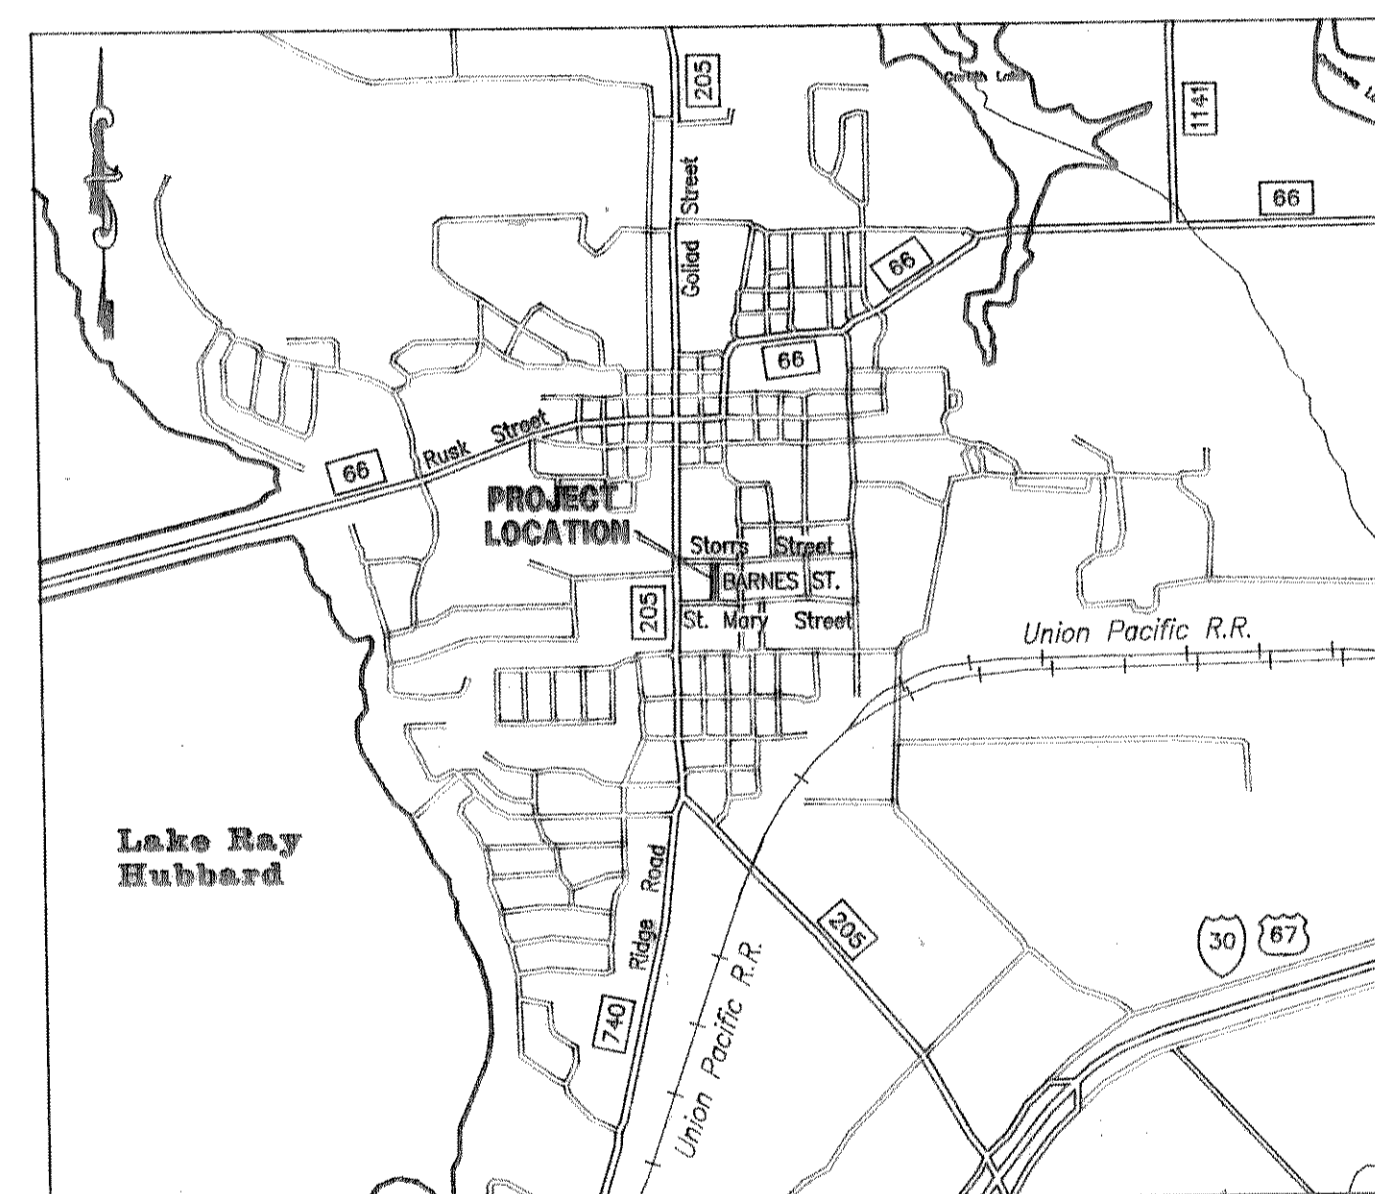 205
1141
66
Goliad Street
66
66
Rusk Street
66
PROJECT
LOCATION
Storrs Street
BARNES ST.
205
St. Mary Street
Union Pacific R.R.
Lake Ray
Hubbard
Ridge Road
205
30
67
740
Union Pacific R.R.